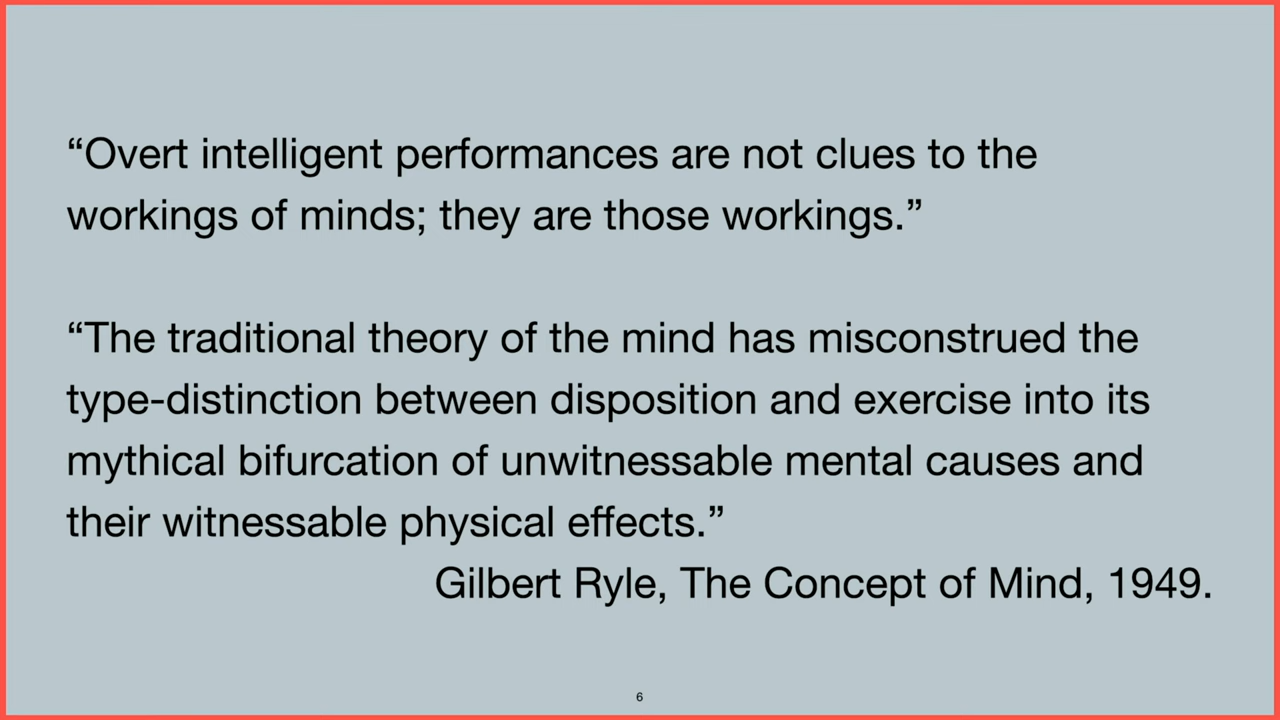 “Overt intelligent performances are not clues to the
workings of minds; they are those workings.”
“The traditional theory of the mind has misconstrued the
type-distinction between disposition and exercise into its
mythical bifurcation of unwitnessable mental causes and
their witnessable physical effects.”
Gilbert Ryle, The Concept of Mind, 1949.
6